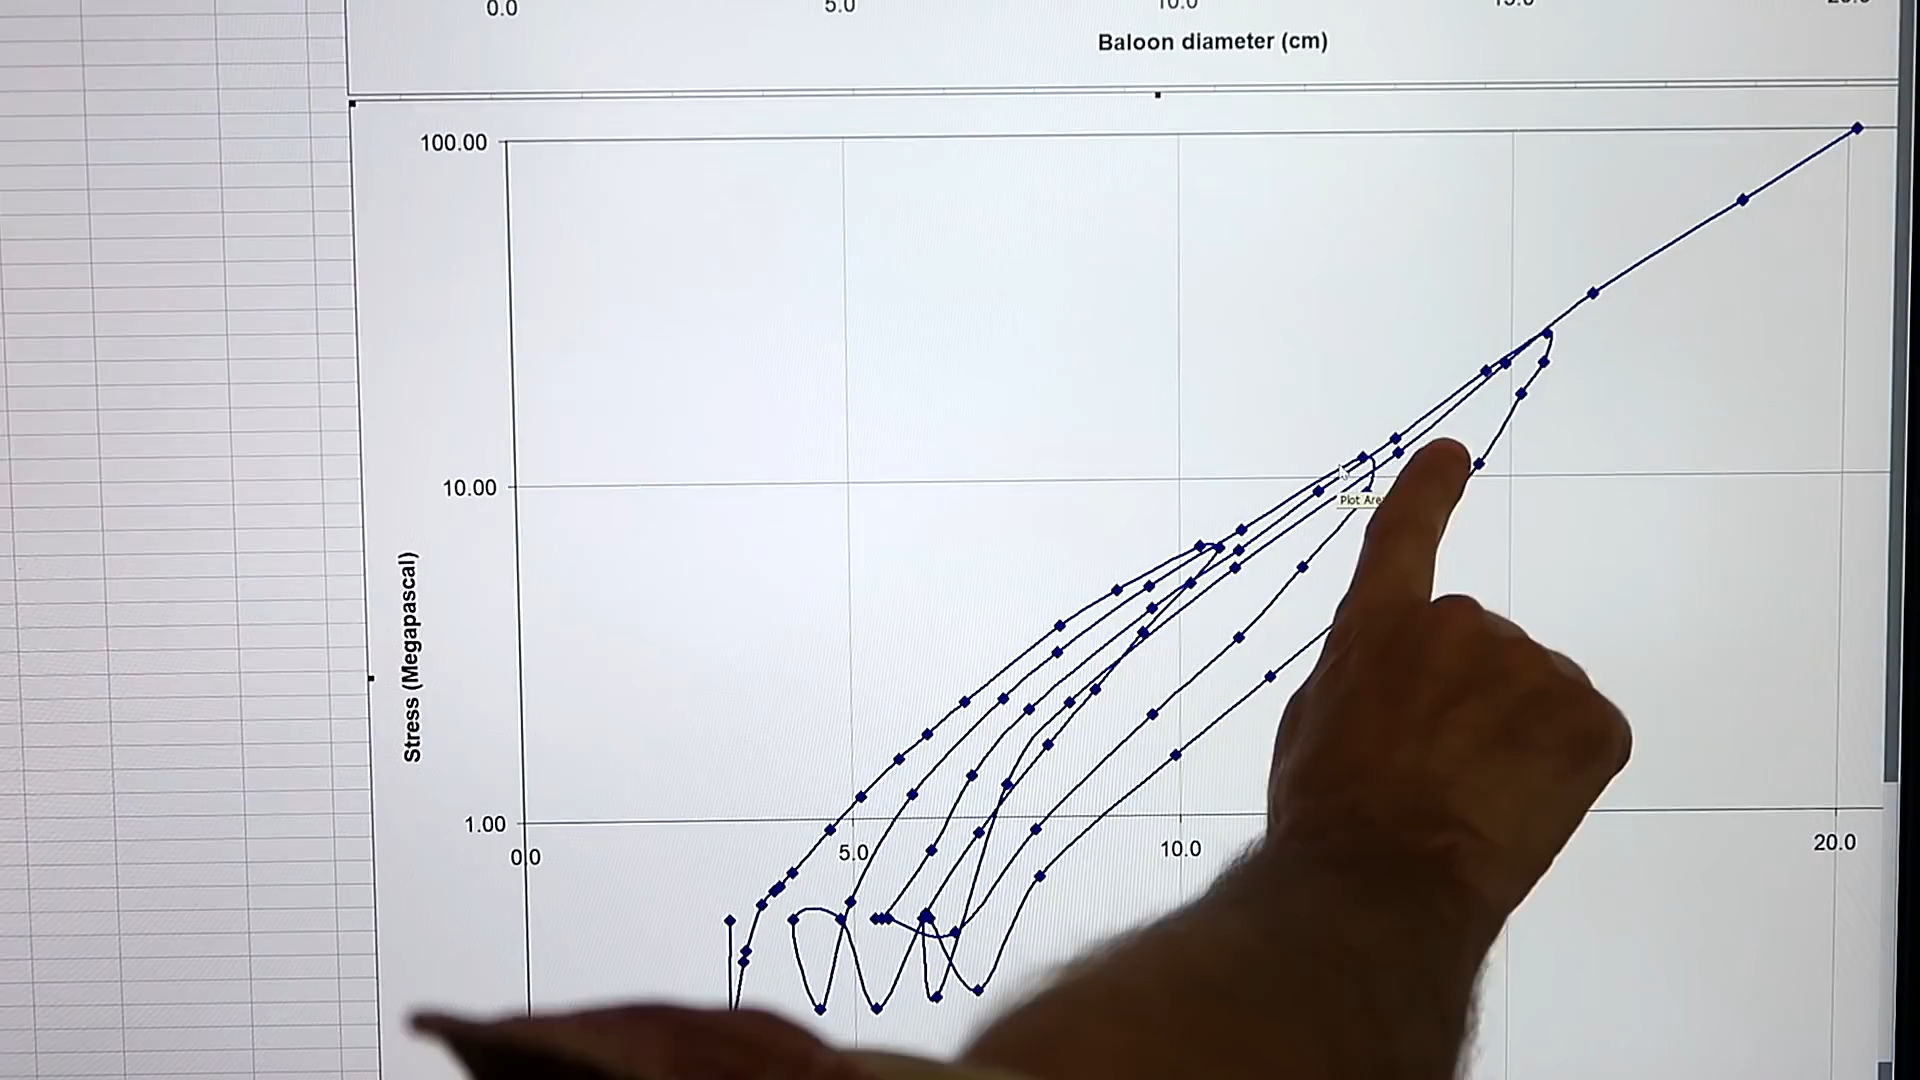 0.0 5.0 10.0 15.0 20.0
Baloon diameter (cm)
100.00
10.00
Plot Are
Stress (Megapascal)
1.00
0.0 5.0 10.0 20.0